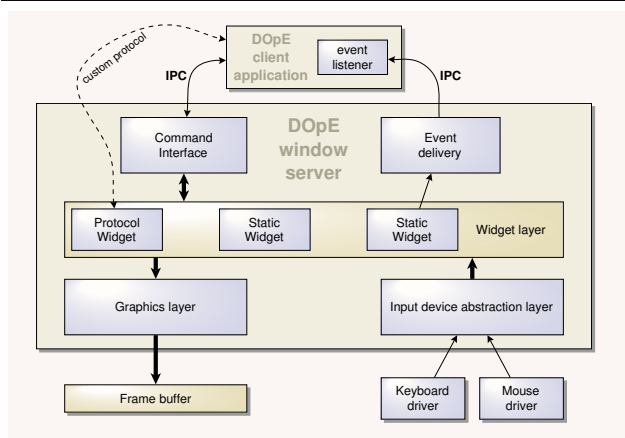 DOpE
client
application
event
listener
custom protocol
IPC
IPC
DOpE
window
server
Command
Interface
Event
delivery
Protocol
Widget
Static
Widget
Static
Widget
Widget layer
Graphics layer
Input device abstraction layer
Frame buffer
Keyboard
driver
Mouse
driver